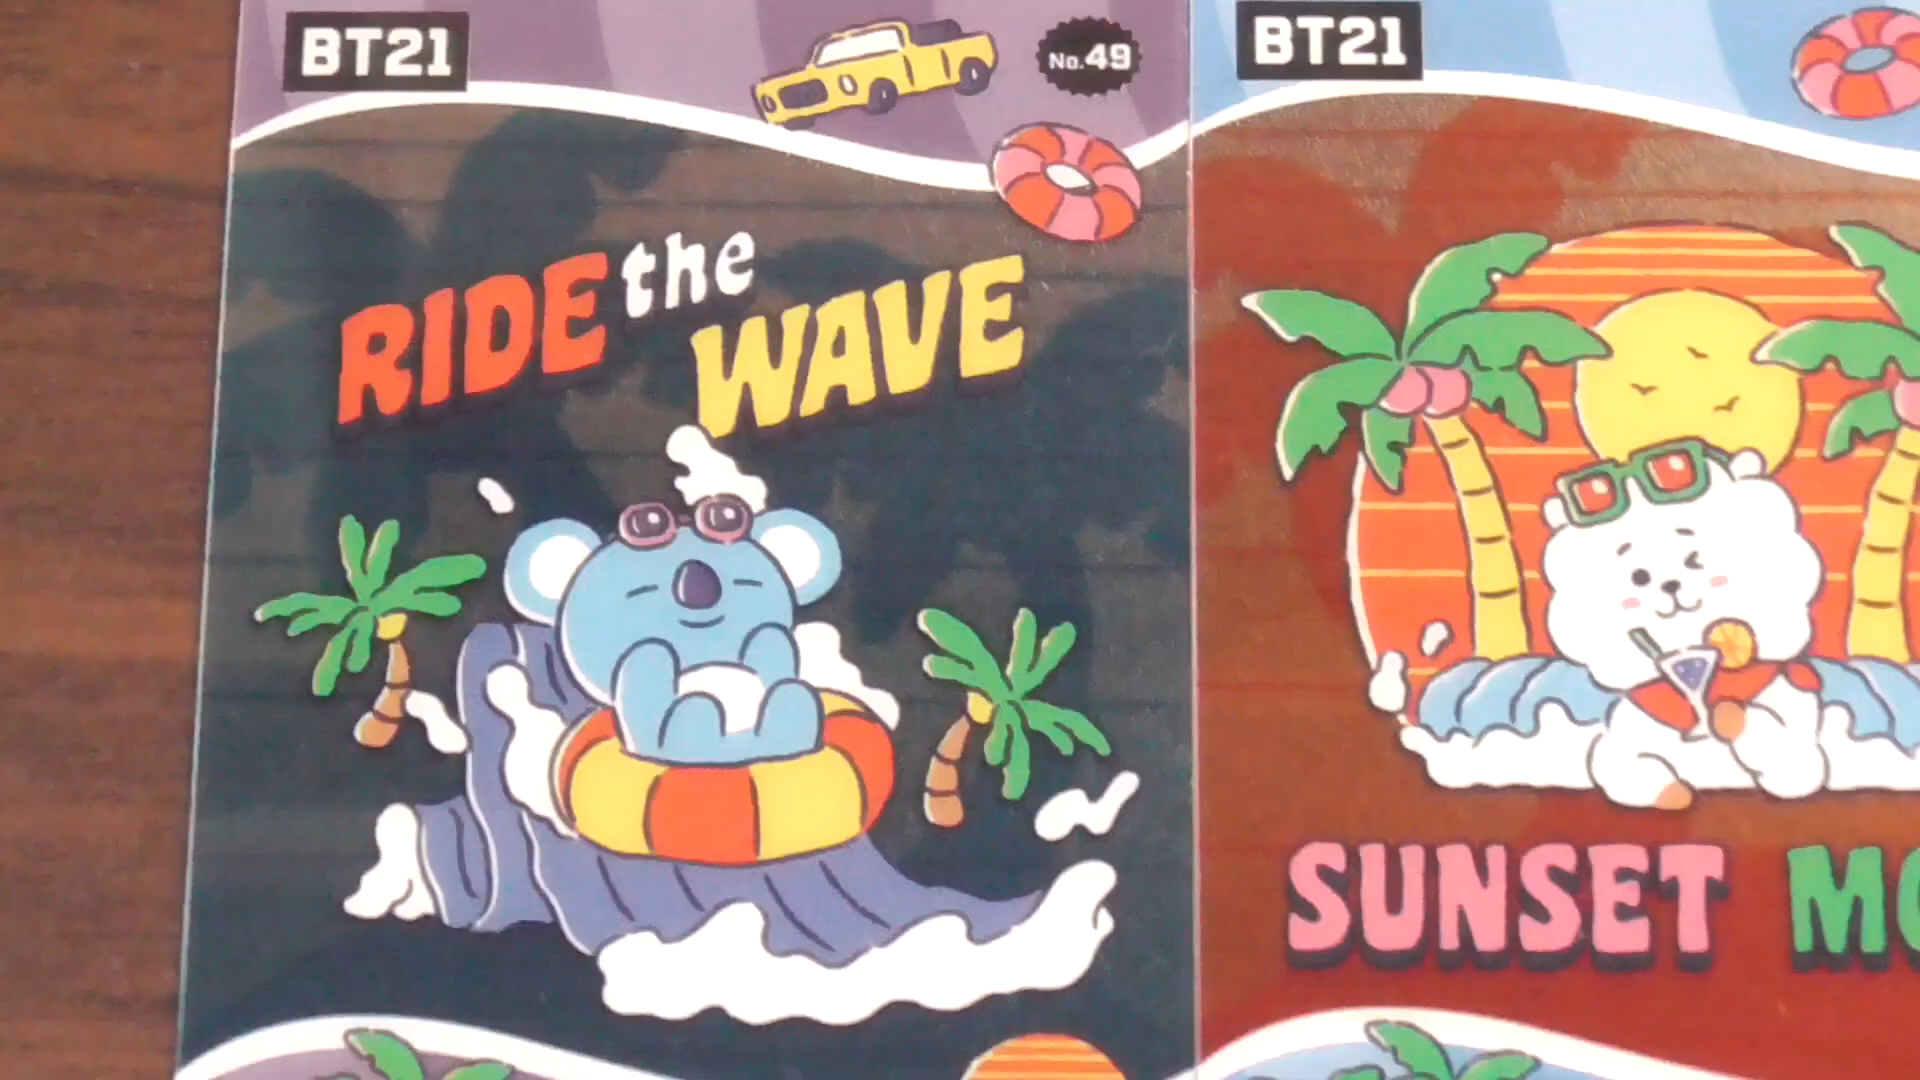 BT21
No.49
RIDE the
WAVE
BT21
SUNSET